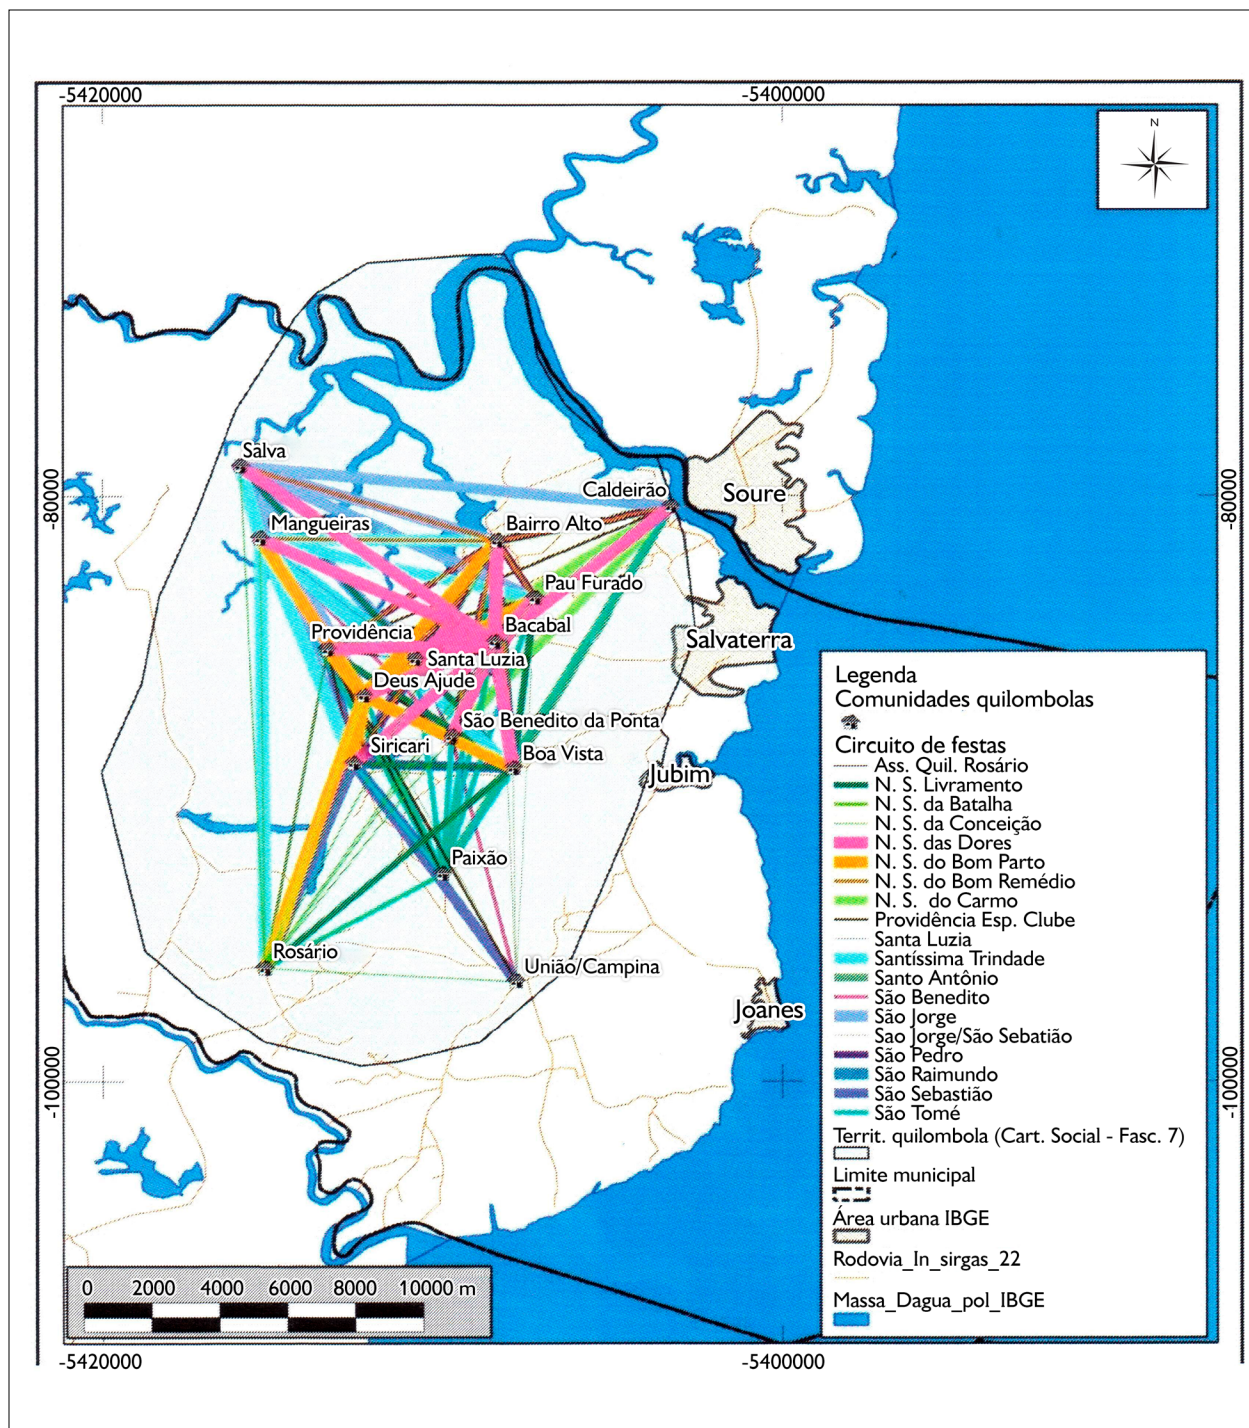 -5420000
-5400000
N
Salva
-80000
-80000
Caldeirão
Soure
Mangueiras
Bairro Alto
Pau Furado
Providência
Bacabal
Salvaterra
Santa Luzia
Deus Ajude
Legenda
Comunidades quilombolas
São Benedito da Ponta
Siricari
Boa Vista
Jubim
Circuito de festas
Ass. Quil. Rosário
N. S. Livramento
N. S. da Batalha
N. S. da Conceição
N. S. das Dores
N. S. do Bom Parto
N. S. do Bom Remédio
N. S. do Carmo
Providência Esp. Clube
Santa Luzia
Santíssima Trindade
Santo Antônio
São Benedito
São Jorge
Sao Jorge/São Sebatião
São Pedro
São Raimundo
São Sebastião
São Tomé
Paixão
Rosário
União/Campina
Joanes
-100000
-100000
Territ. quilombola (Cart. Social - Fasc. 7)
Limite municipal
Área urbana IBGE
Rodovia_In_sirgas_22
Massa_Dagua_pol_IBGE
0 2000 4000 6000 8000 10000 m
-5420000
-5400000